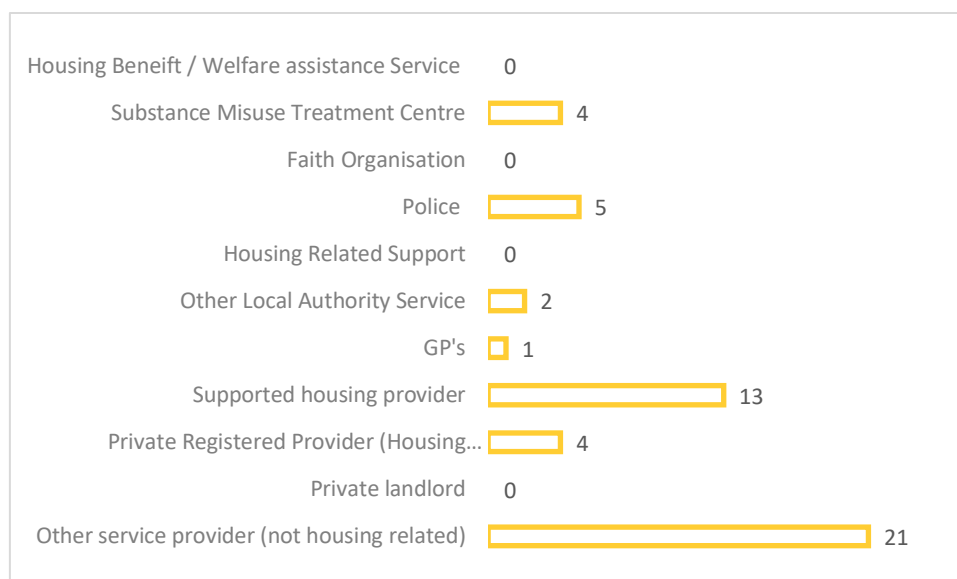 Housing Beneift / Welfare assistance Service 0
Substance Misuse Treatment Centre 4
Faith Organisation 0
Police 5
Housing Related Support 0
Other Local Authority Service 2
GP's 1
Supported housing provider 13
Private Registered Provider (Housing... 4
Private landlord 0
Other service provider (not housing related) 21